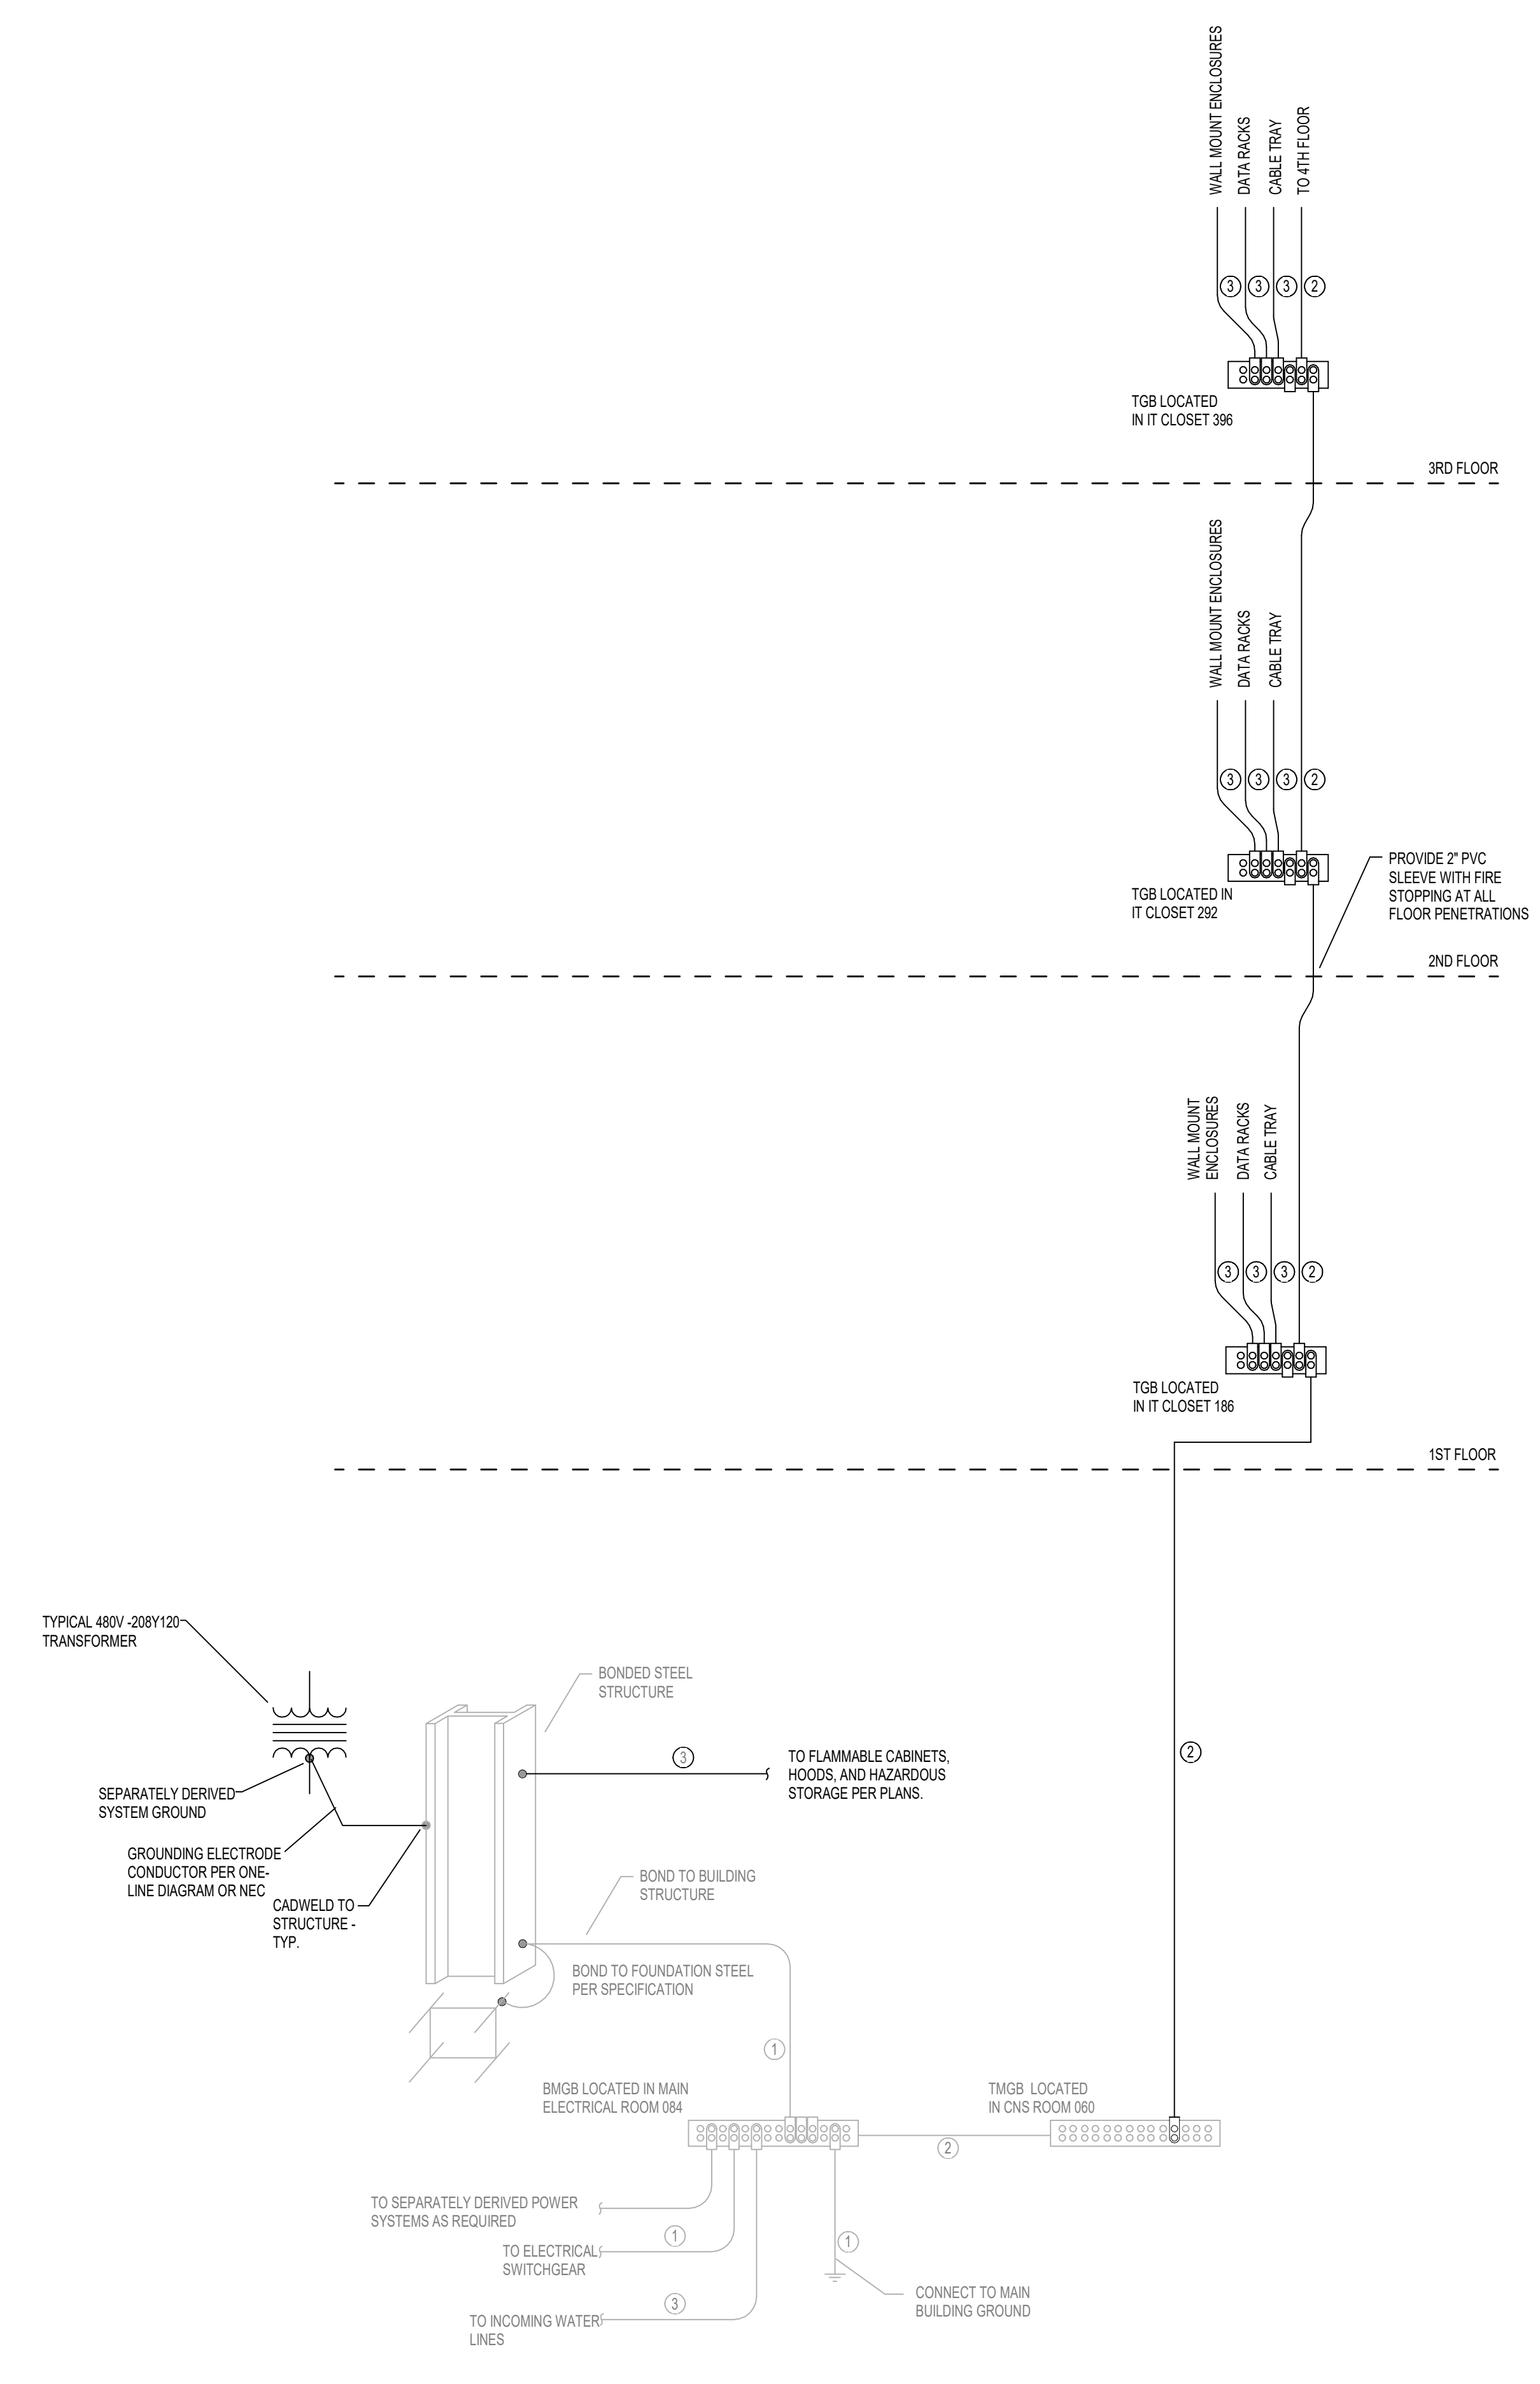 WALL MOUNT ENCLOSURES
DATA RACKS
CABLE TRAY
TO 4TH FLOOR
3
3
3
2
TGB LOCATED
IN IT CLOSET 396
3RD FLOOR
WALL MOUNT ENCLOSURES
DATA RACKS
CABLE TRAY
3
3
3
2
TGB LOCATED IN
IT CLOSET 292
PROVIDE 2" PVC
SLEEVE WITH FIRE
STOPPING AT ALL
FLOOR PENETRATIONS
2ND FLOOR
WALL MOUNT
ENCLOSURES
DATA RACKS
CABLE TRAY
3
3
3
2
TGB LOCATED
IN IT CLOSET 186
1ST FLOOR
TYPICAL 480V -208Y120
TRANSFORMER
BONDED STEEL
STRUCTURE
3
TO FLAMMABLE CABINETS,
HOODS, AND HAZARDOUS
STORAGE PER PLANS.
2
SEPARATELY DERIVED
SYSTEM GROUND
GROUNDING ELECTRODE
CONDUCTOR PER ONE-
LINE DIAGRAM OR NEC
CADWELD TO
STRUCTURE -
TYP.
BOND TO BUILDING
STRUCTURE
BOND TO FOUNDATION STEEL
PER SPECIFICATION
1
BMGB LOCATED IN MAIN
ELECTRICAL ROOM 084
TMGB LOCATED
IN CNS ROOM 060
2
TO SEPARATELY DERIVED POWER
SYSTEMS AS REQUIRED
1
TO ELECTRICAL
SWITCHGEAR
1
3
TO INCOMING WATER
LINES
CONNECT TO MAIN
BUILDING GROUND